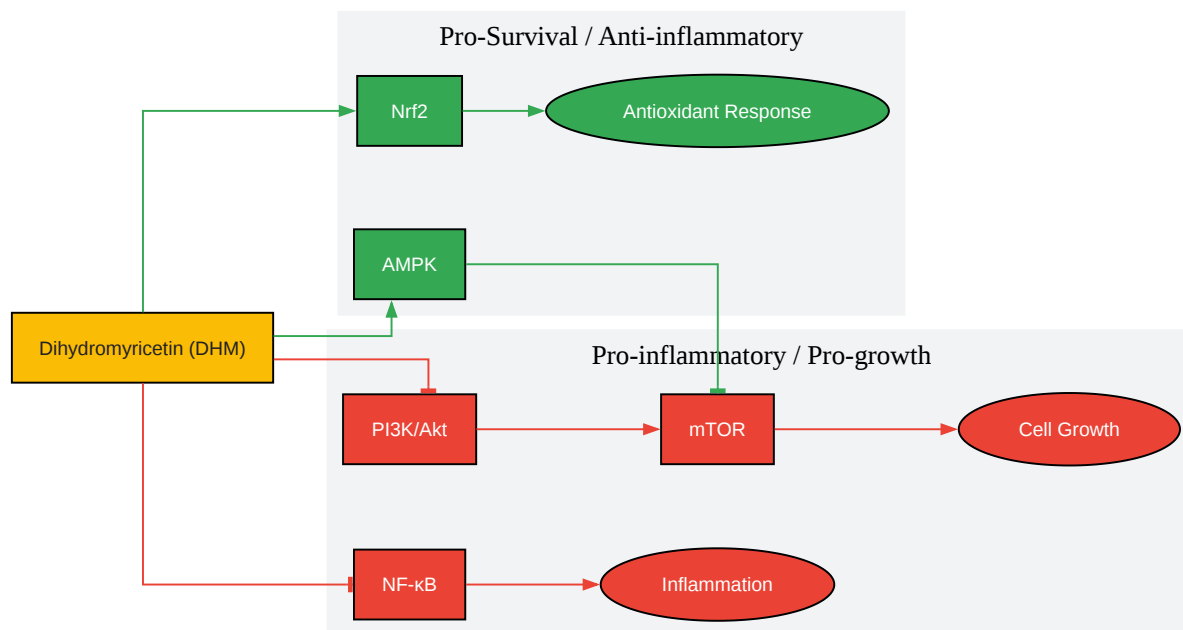 Pro-Survival / Anti-inflammatory
Nrf2
Antioxidant Response
AMPK
Dihydromyricetin (DHM)
Pro-inflammatory / Pro-growth
PI3K/Akt
mTOR
Cell Growth
NF-κB
Inflammation